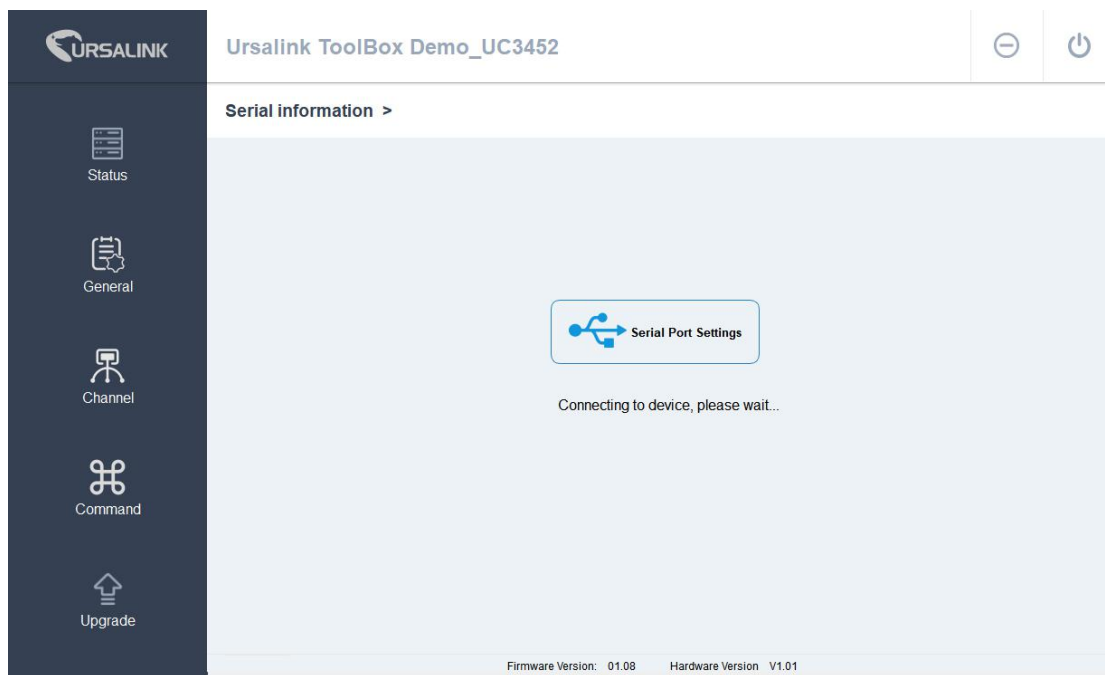 URSALINK
Ursalink ToolBox Demo_UC3452
Serial information >
Status
General
Channel
Command
Upgrade
Serial Port Settings
Connecting to device, please wait...
Firmware Version: 01.08 Hardware Version V1.01